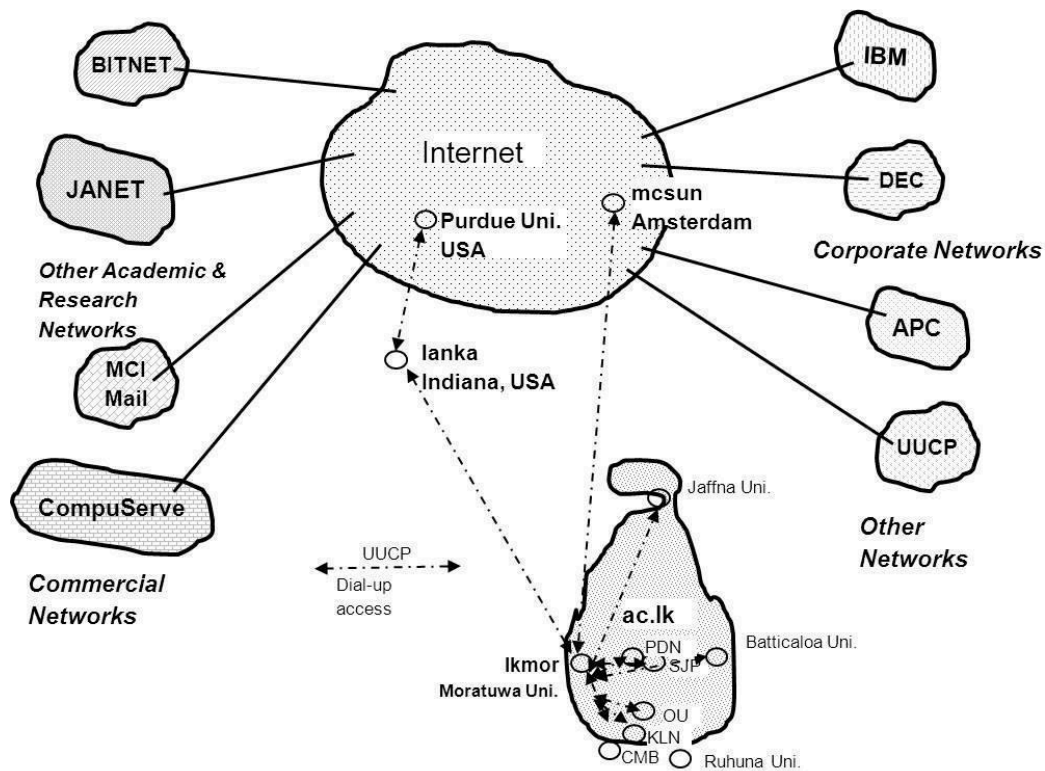 BITNET
IBM
Internet
JANET
DEC
mcsun
Amsterdam
Purdue Uni.
USA
Corporate Networks
Other Academic &
Research
Networks
APC
MCI
Mail
lanka
Indiana, USA
UUCP
CompuServe
Jaffna Uni.
Other
Networks
UUCP
Dial-up
access
Commercial
Networks
ac.lk
PDN
Batticaloa Uni.
lkmor
SJP
Moratuwa Uni.
OU
KLN
CMB
Ruhuna Uni.